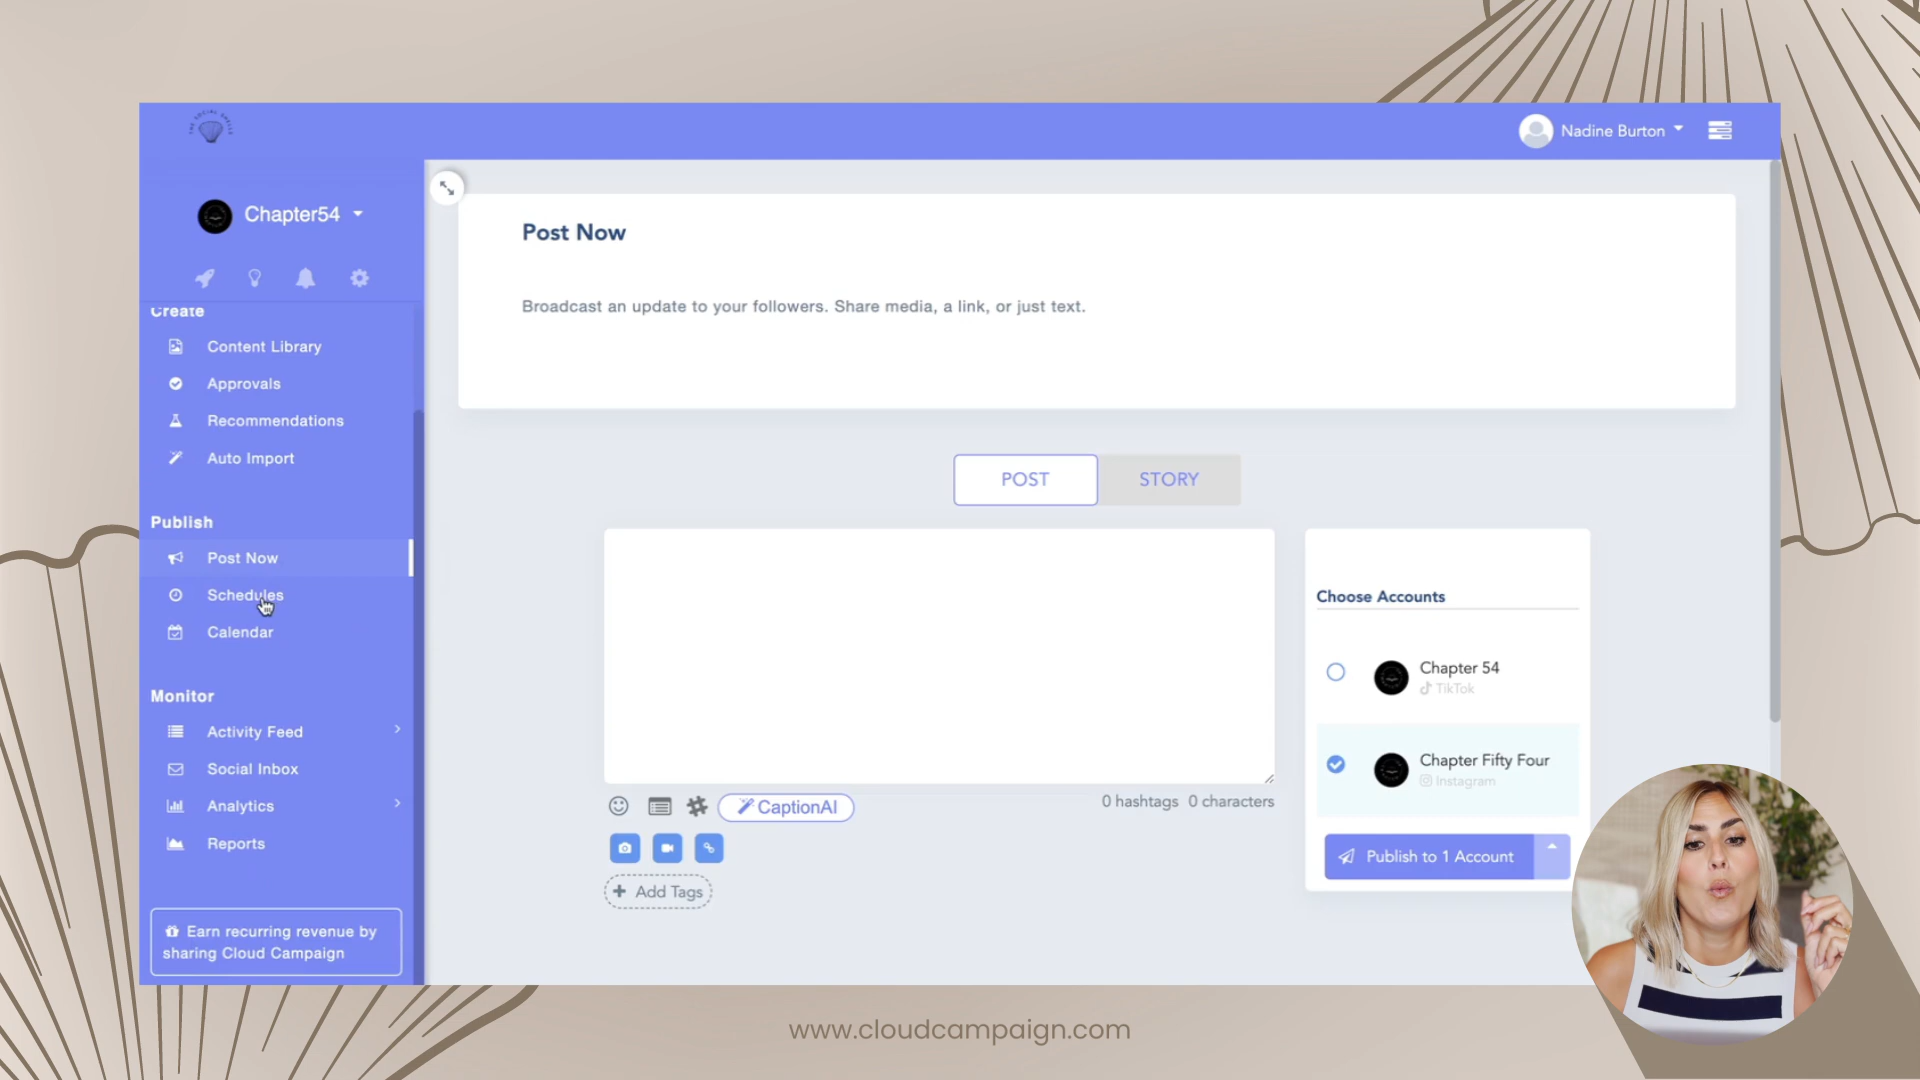 THE SOCIAL SHELLS
Nadine Burton
Chapter54
Create
Content Library
Approvals
Recommendations
Auto Import
Publish
Post Now
Schedules
Calendar
Monitor
Activity Feed
Social Inbox
Analytics
Reports
Earn recurring revenue by
sharing Cloud Campaign
Post Now
Broadcast an update to your followers. Share media, a link, or just text.
POST
STORY
CaptionAI
0 hashtags 0 characters
Add Tags
Choose Accounts
Chapter 54
TikTok
Chapter Fifty Four
Instagram
Publish to 1 Account
www.cloudcampaign.com